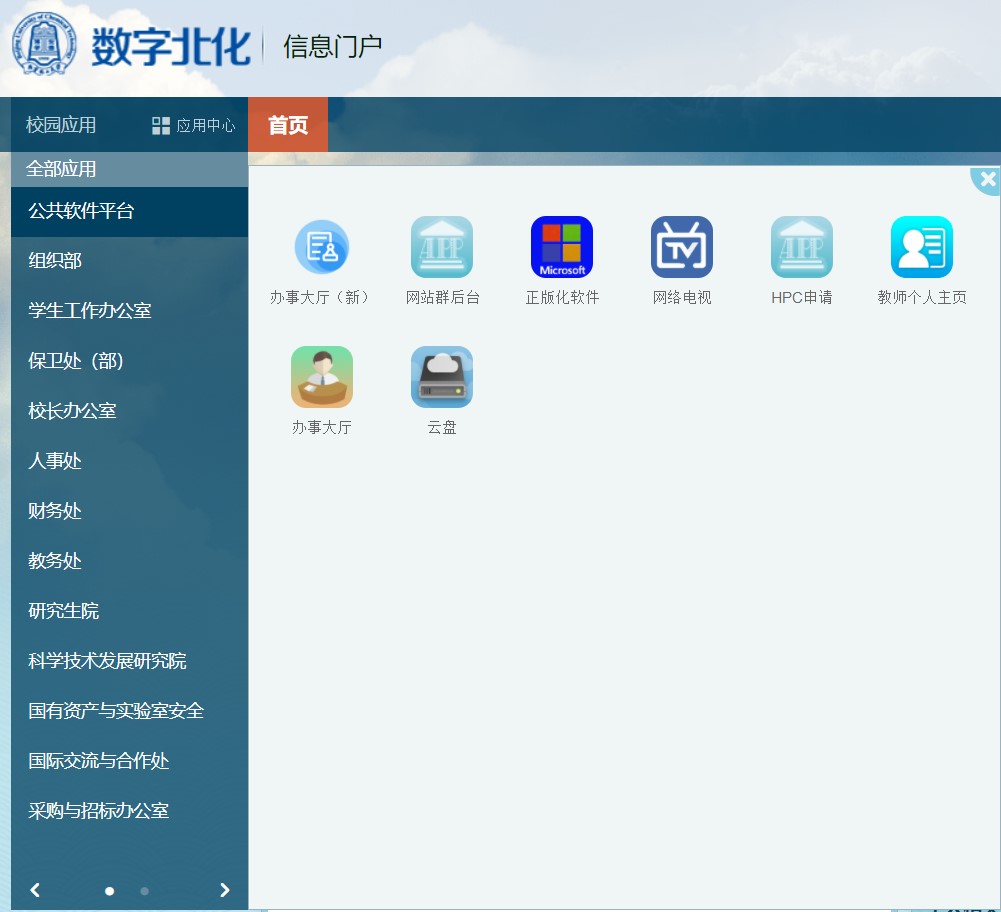 数字北化
信息门户
校园应用
应用中心
首页
全部应用
公共软件平台
组织部
学生工作办公室
保卫处（部）
校长办公室
人事处
财务处
教务处
研究生院
科学技术发展研究院
国有资产与实验室安全
国际交流与合作处
采购与招标办公室
办事大厅（新）
APP
网站群后台
Microsoft
正版化软件
TV
网络电视
APP
HPC申请
教师个人主页
办事大厅
云盘